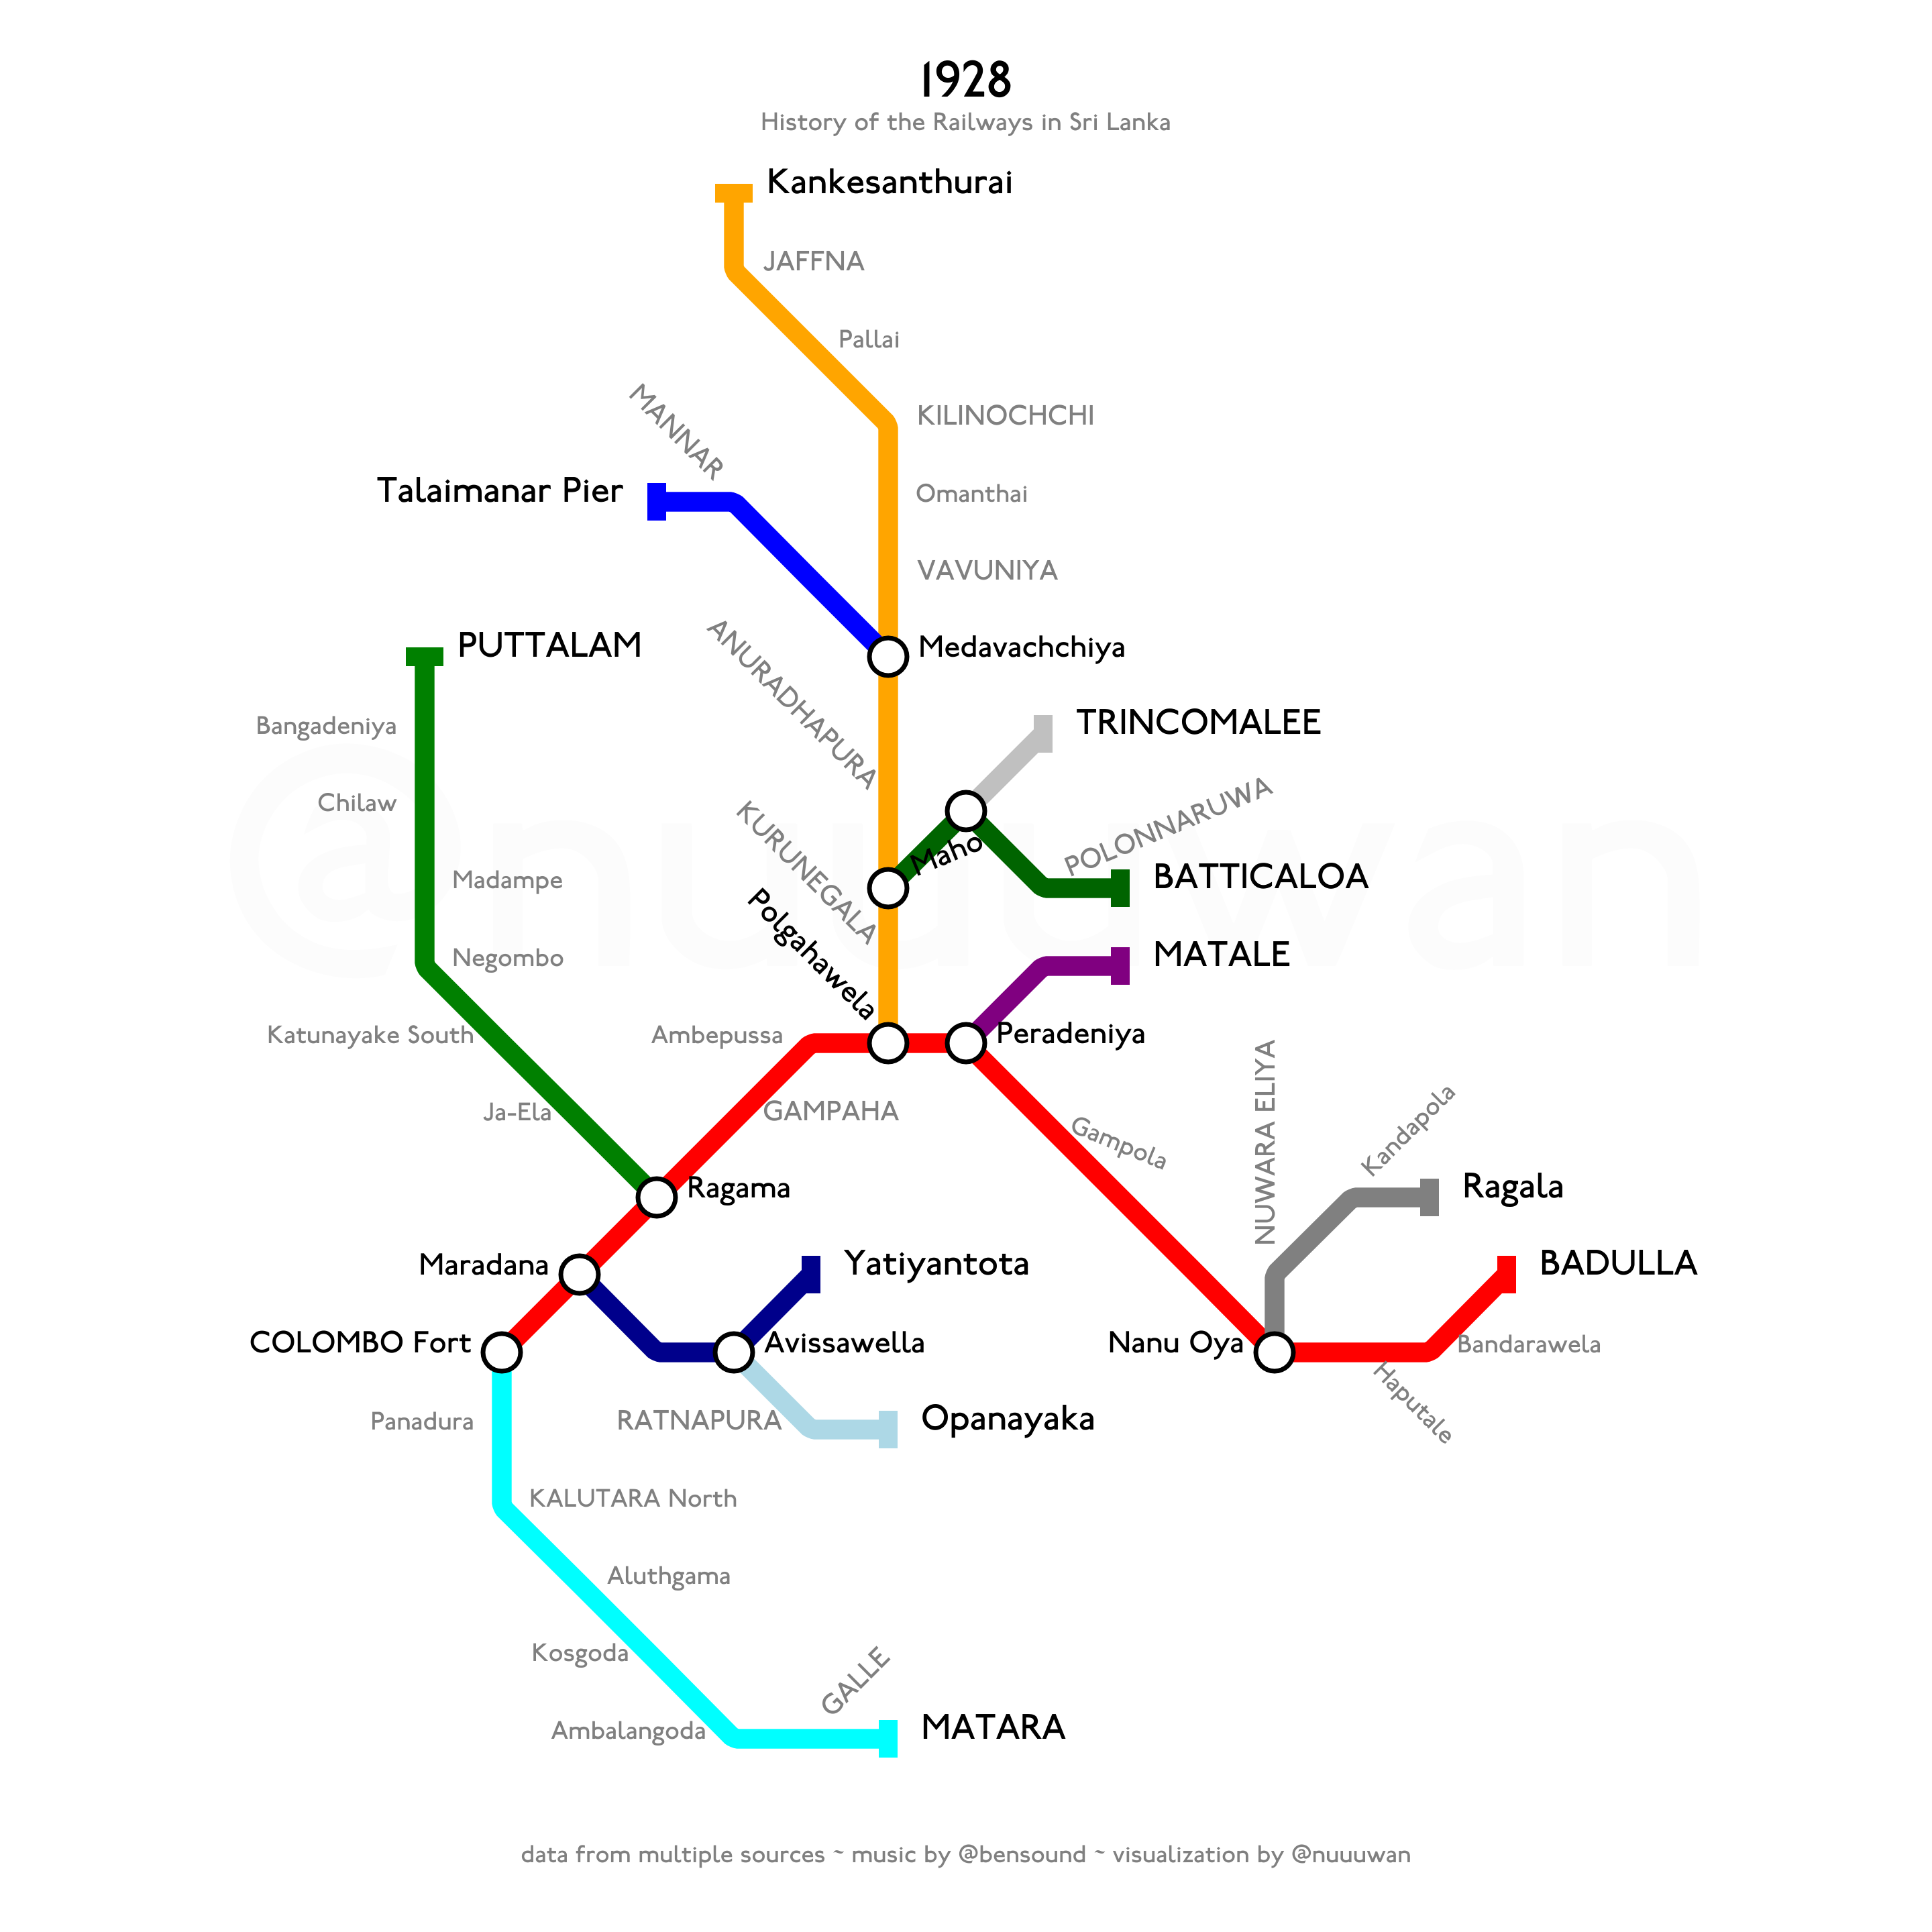 1928
History of the Railways in Sri Lanka
Kankesanthurai
JAFFNA
Pallai
MANNAR
KILINOCHCHI
Talaimanar Pier
Omanthai
VAVUNIYA
PUTTALAM
ANURADHAPURA
Medavachchiya
Bangadeniya
TRINCOMALEE
Chilaw
KURUNEGALA
Maho
POLONNARUWA
@nuuuwan
Madampe
Polgahawela
BATTICALOA
Negombo
MATALE
Katunayake South
Ambepussa
Peradeniya
NUWARA ELIYA
Kandapola
Ja-Ela
GAMPAHA
Gampola
Ragama
Ragala
Maradana
Yatiyantota
BADULLA
COLOMBO Fort
Avissawella
Nanu Oya
Bandarawela
Haputale
Panadura
RATNAPURA
Opanayaka
KALUTARA North
Aluthgama
Kosgoda
GALLE
Ambalangoda
MATARA
data from multiple sources ~ music by @bensound ~ visualization by @nuuuwan